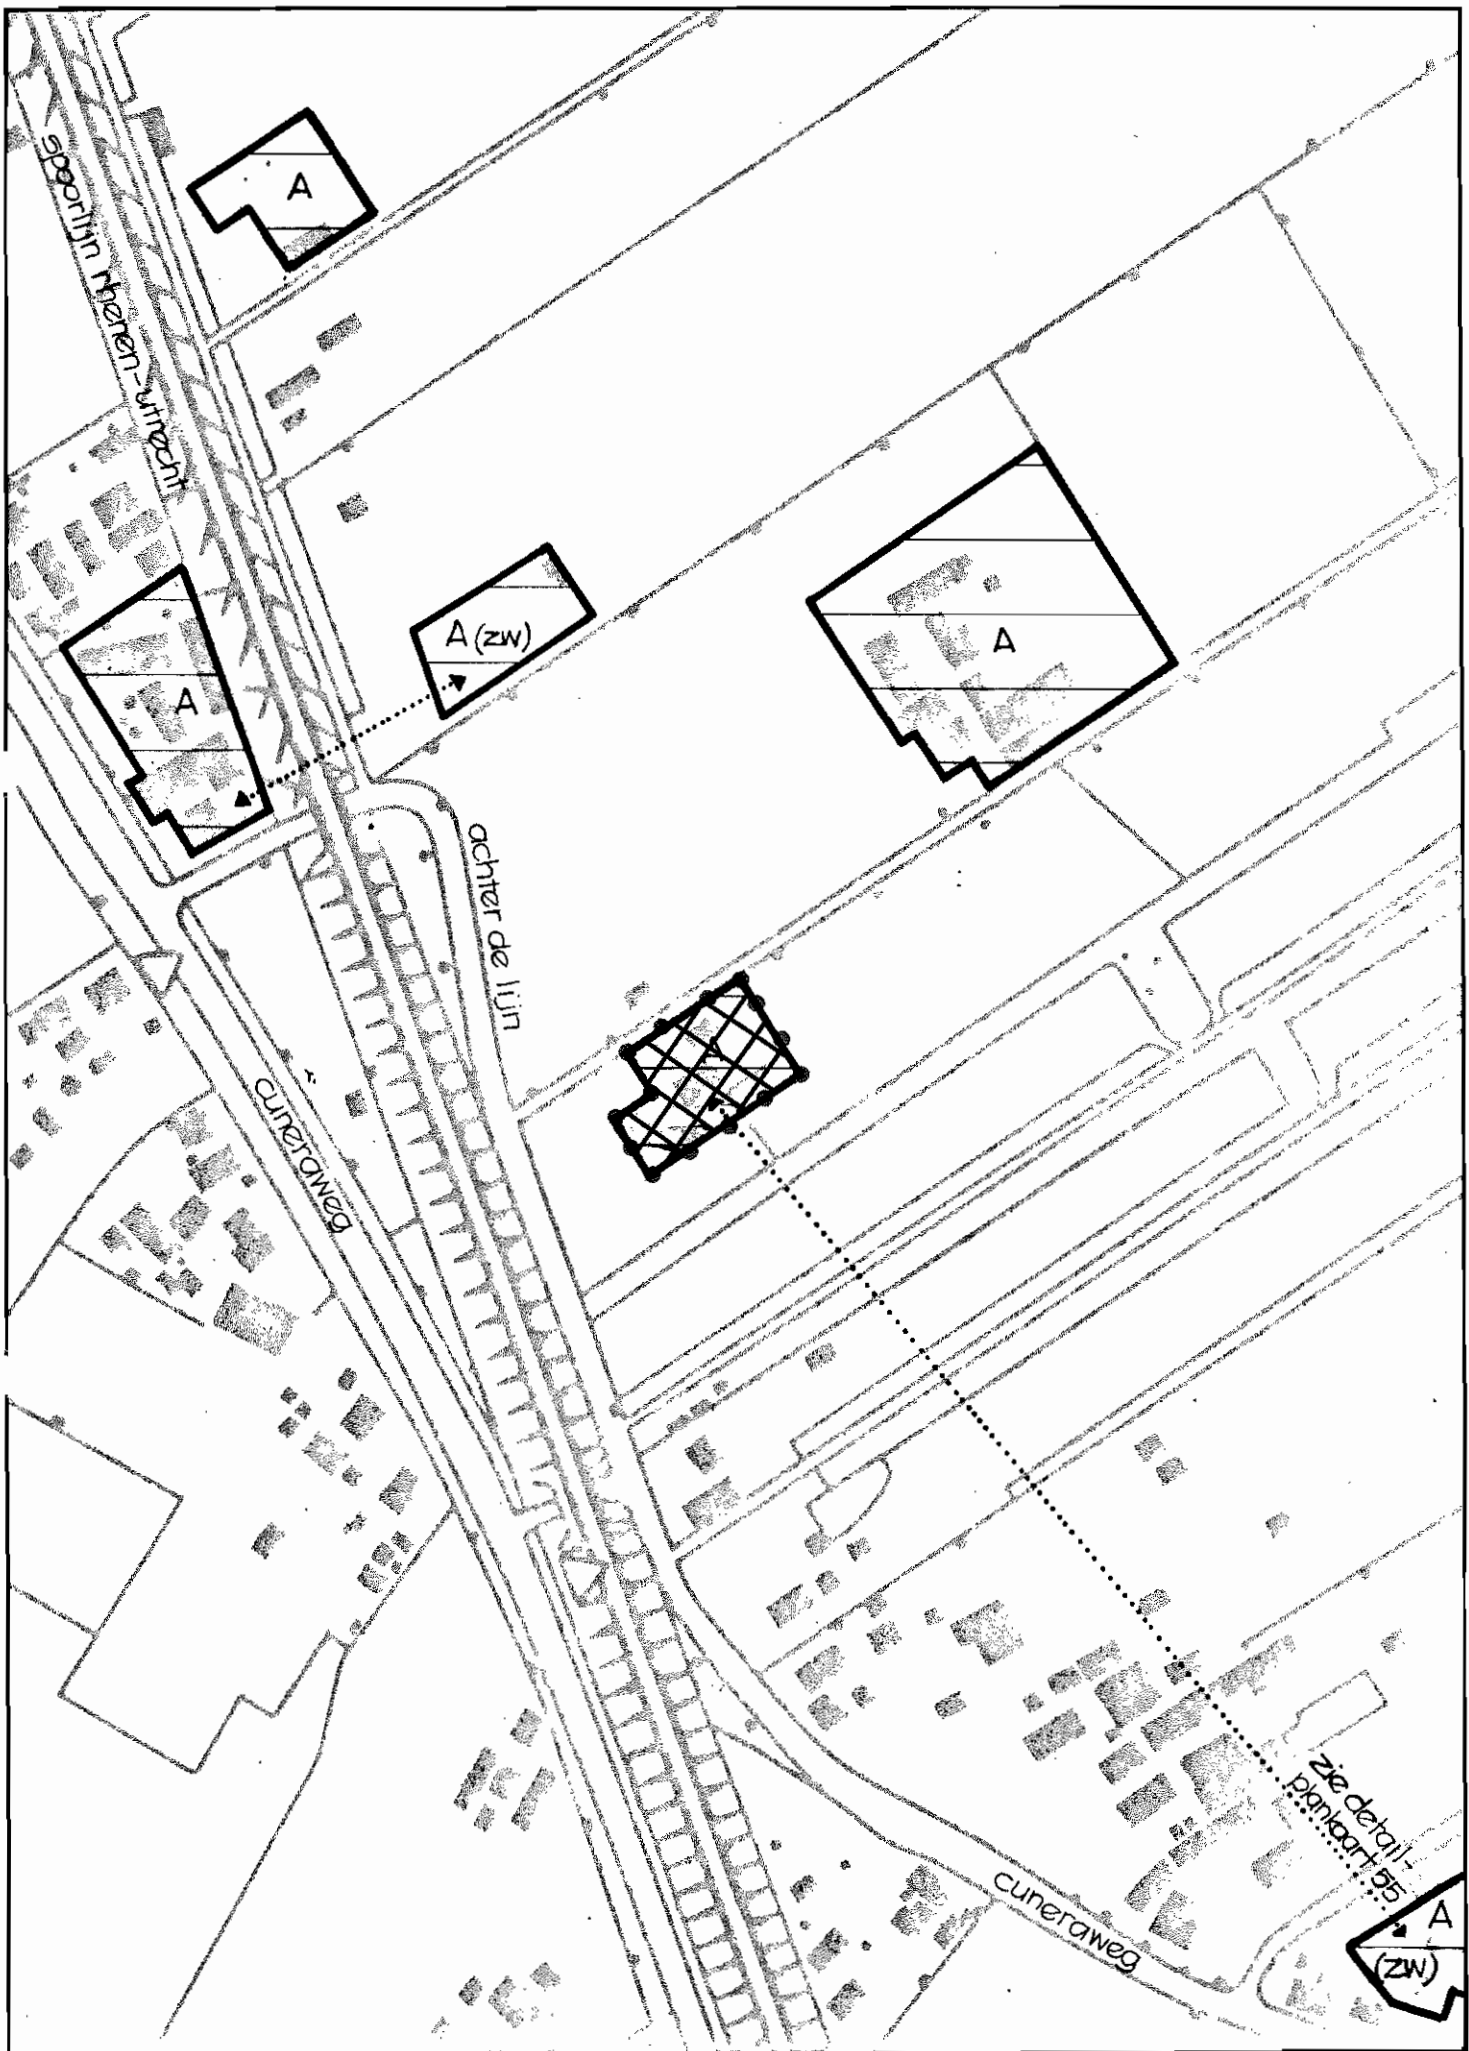 A
spoorlijn rhenen-utrecht
A (zw)
A
A
achter de lijn
A
cuneraweg
zie detail-
plankaart 55
cuneraweg
A
(zw)